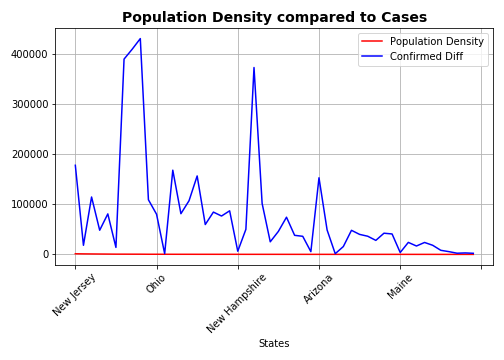 Population Density compared to Cases
Population Density
Confirmed Diff
400000
300000
200000
100000
0
New Jersey
Ohio
New Hampshire
Arizona
Maine
States